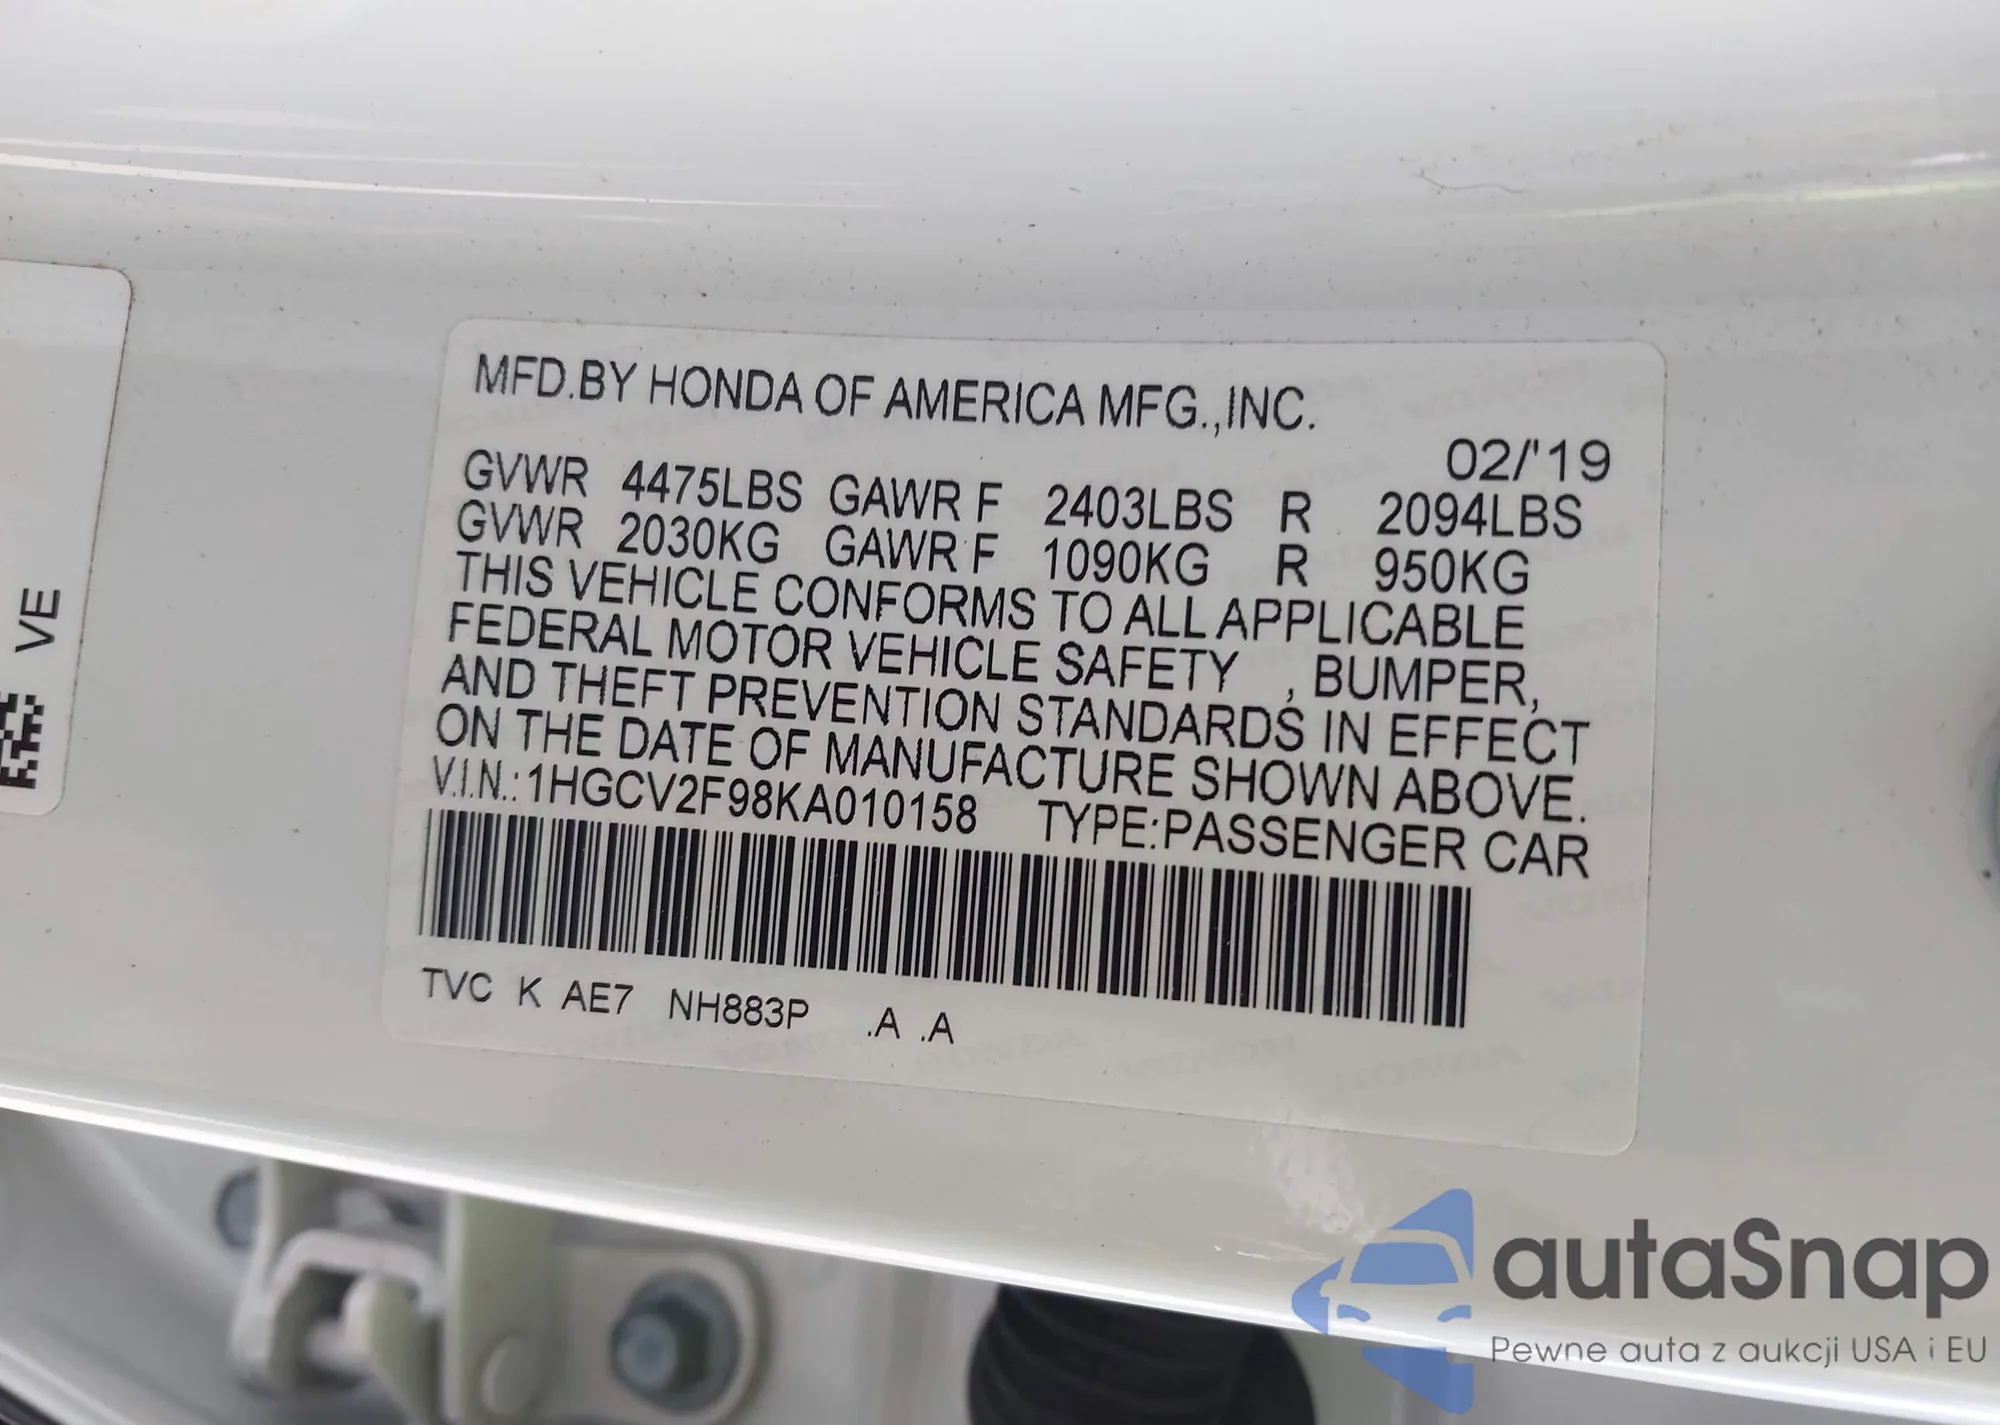 MFD.BY HONDA OF AMERICA MFG.,INC.
02/'19
GVWR 4475LBS GAWR F 2403LBS R 2094LBS
GVWR 2030KG GAWR F 1090KG R 950KG
THIS VEHICLE CONFORMS TO ALL APPLICABLE
FEDERAL MOTOR VEHICLE SAFETY , BUMPER,
AND THEFT PREVENTION STANDARDS IN EFFECT
ON THE DATE OF MANUFACTURE SHOWN ABOVE.
V.I.N.:1HGCV2F98KA010158 TYPE:PASSENGER CAR
TVC K AE7 NH883P .A .A
VE
autaSnap
Pewne auta z aukcji USA i EU